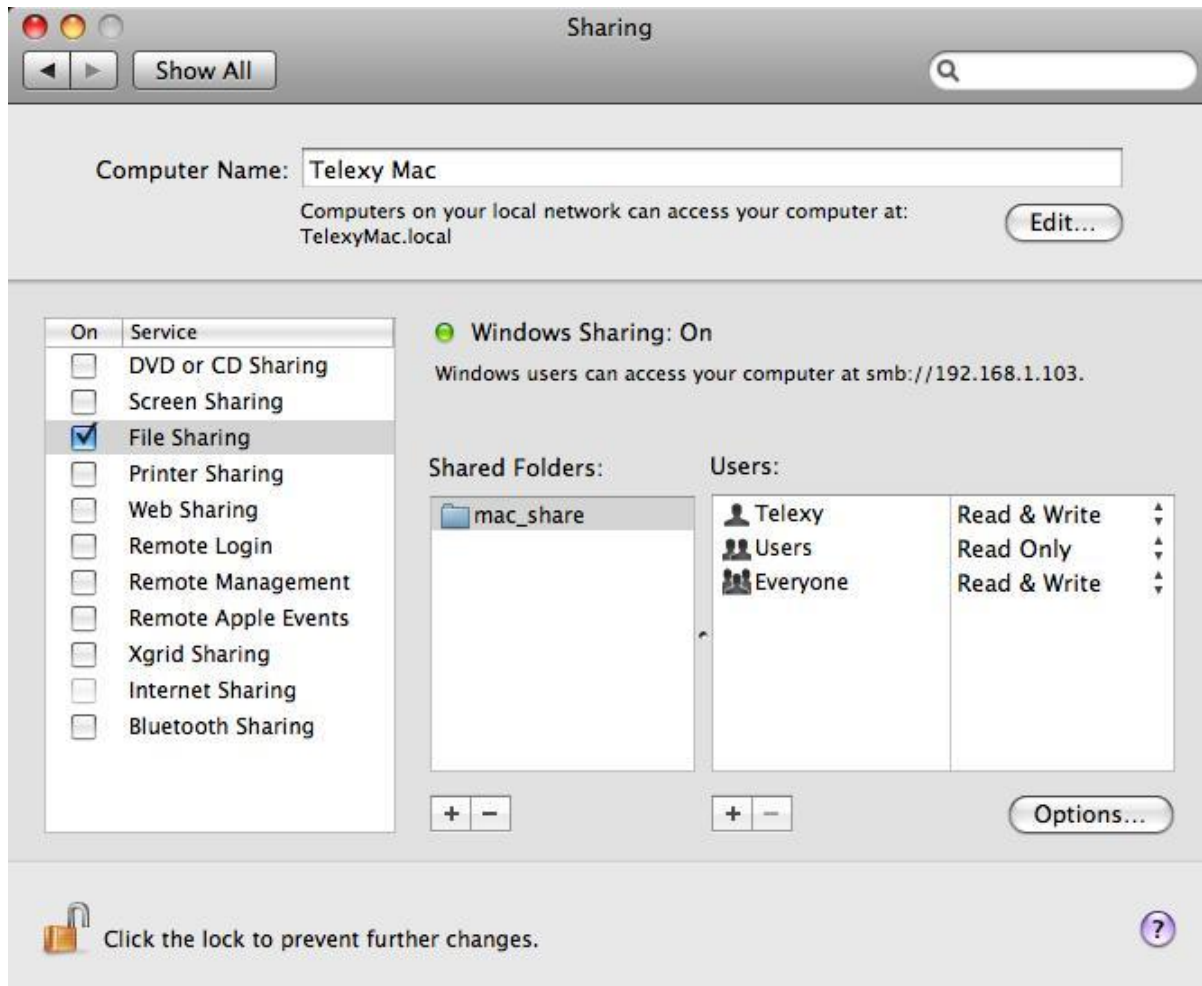 Sharing
Show All
Computer Name: Telexy Mac
Computers on your local network can access your computer at:
TelexyMac.local
Edit...
On Service
DVD or CD Sharing
Screen Sharing
File Sharing
Printer Sharing
Web Sharing
Remote Login
Remote Management
Remote Apple Events
Xgrid Sharing
Internet Sharing
Bluetooth Sharing
Windows Sharing: On
Windows users can access your computer at smb://192.168.1.103.
Shared Folders:
mac_share
Users:
Telexy Read & Write
Users Read Only
Everyone Read & Write
+ −
+ −
Options...
Click the lock to prevent further changes.
?